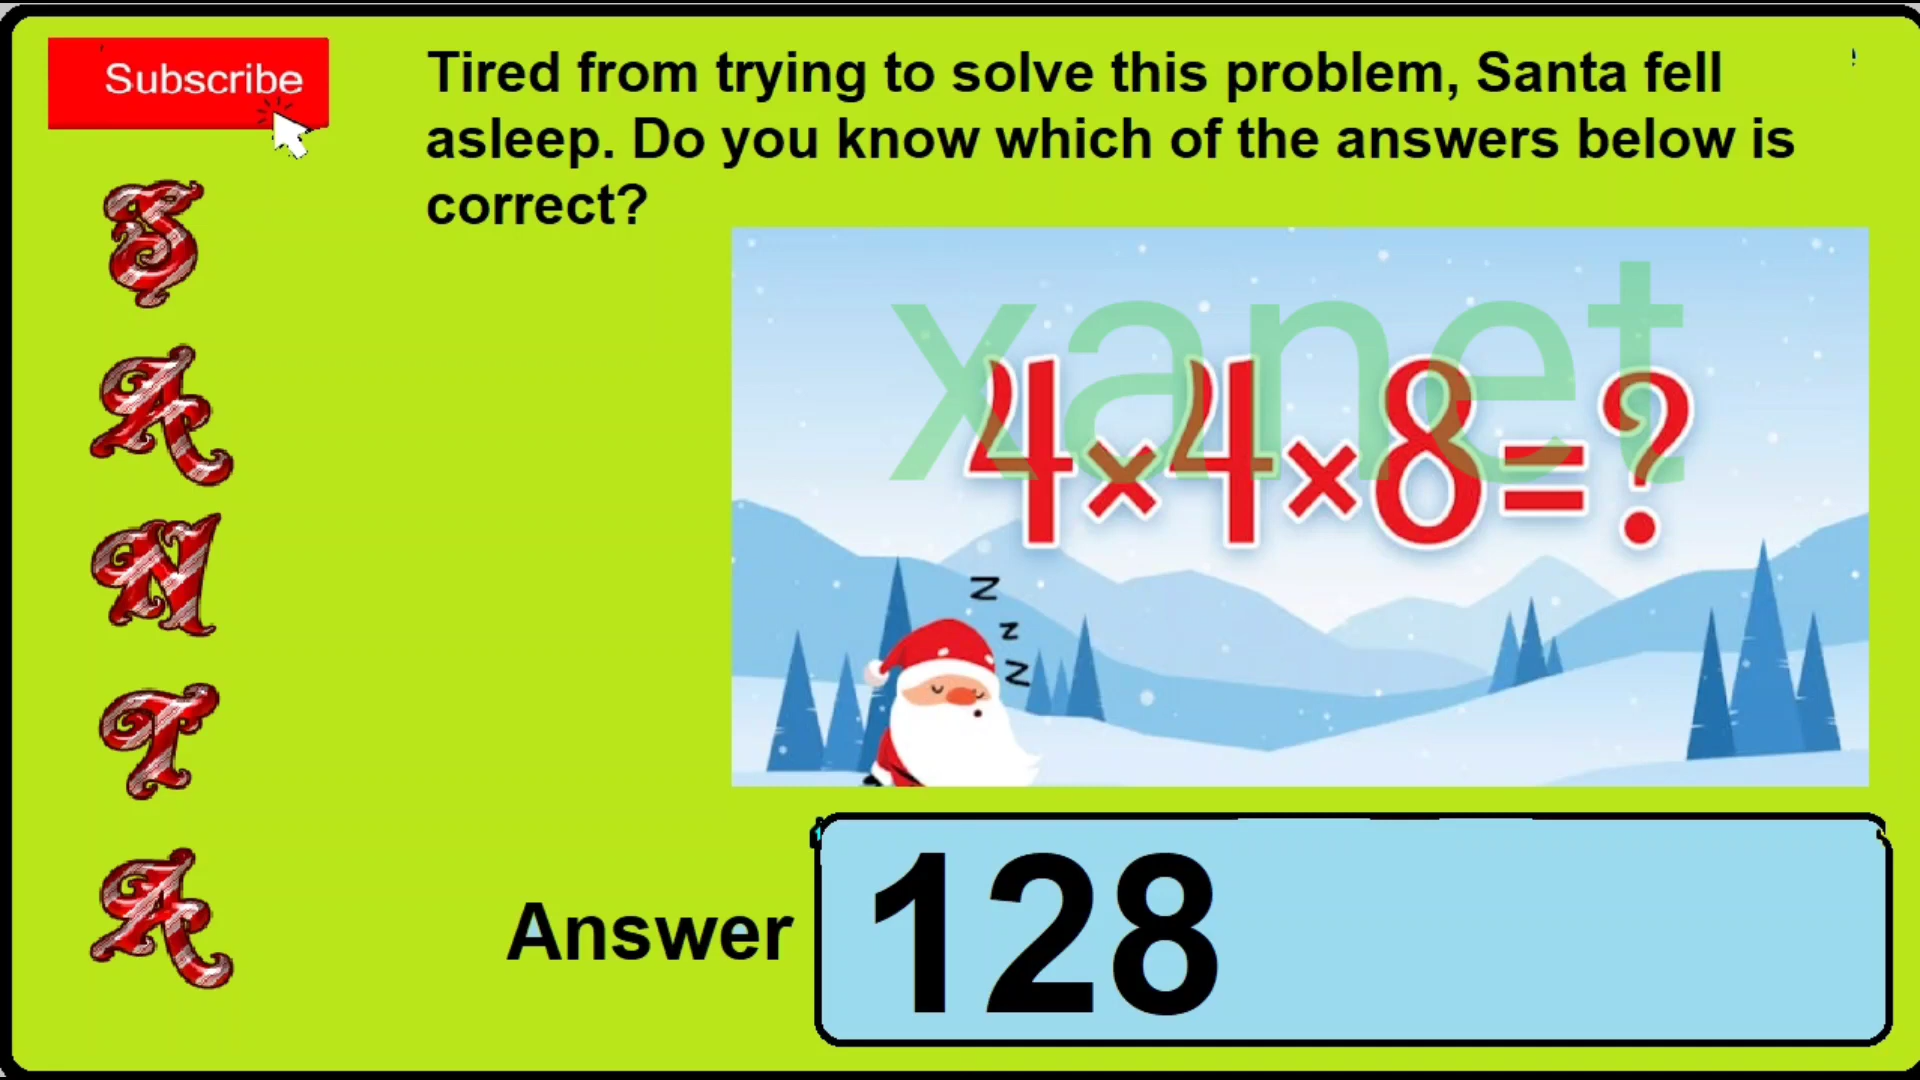 Subscribe
Tired from trying to solve this problem, Santa fell
asleep. Do you know which of the answers below is
correct?
S
A
N
T
A
xanet
4×4×8=?
z
z
z
Answer
128